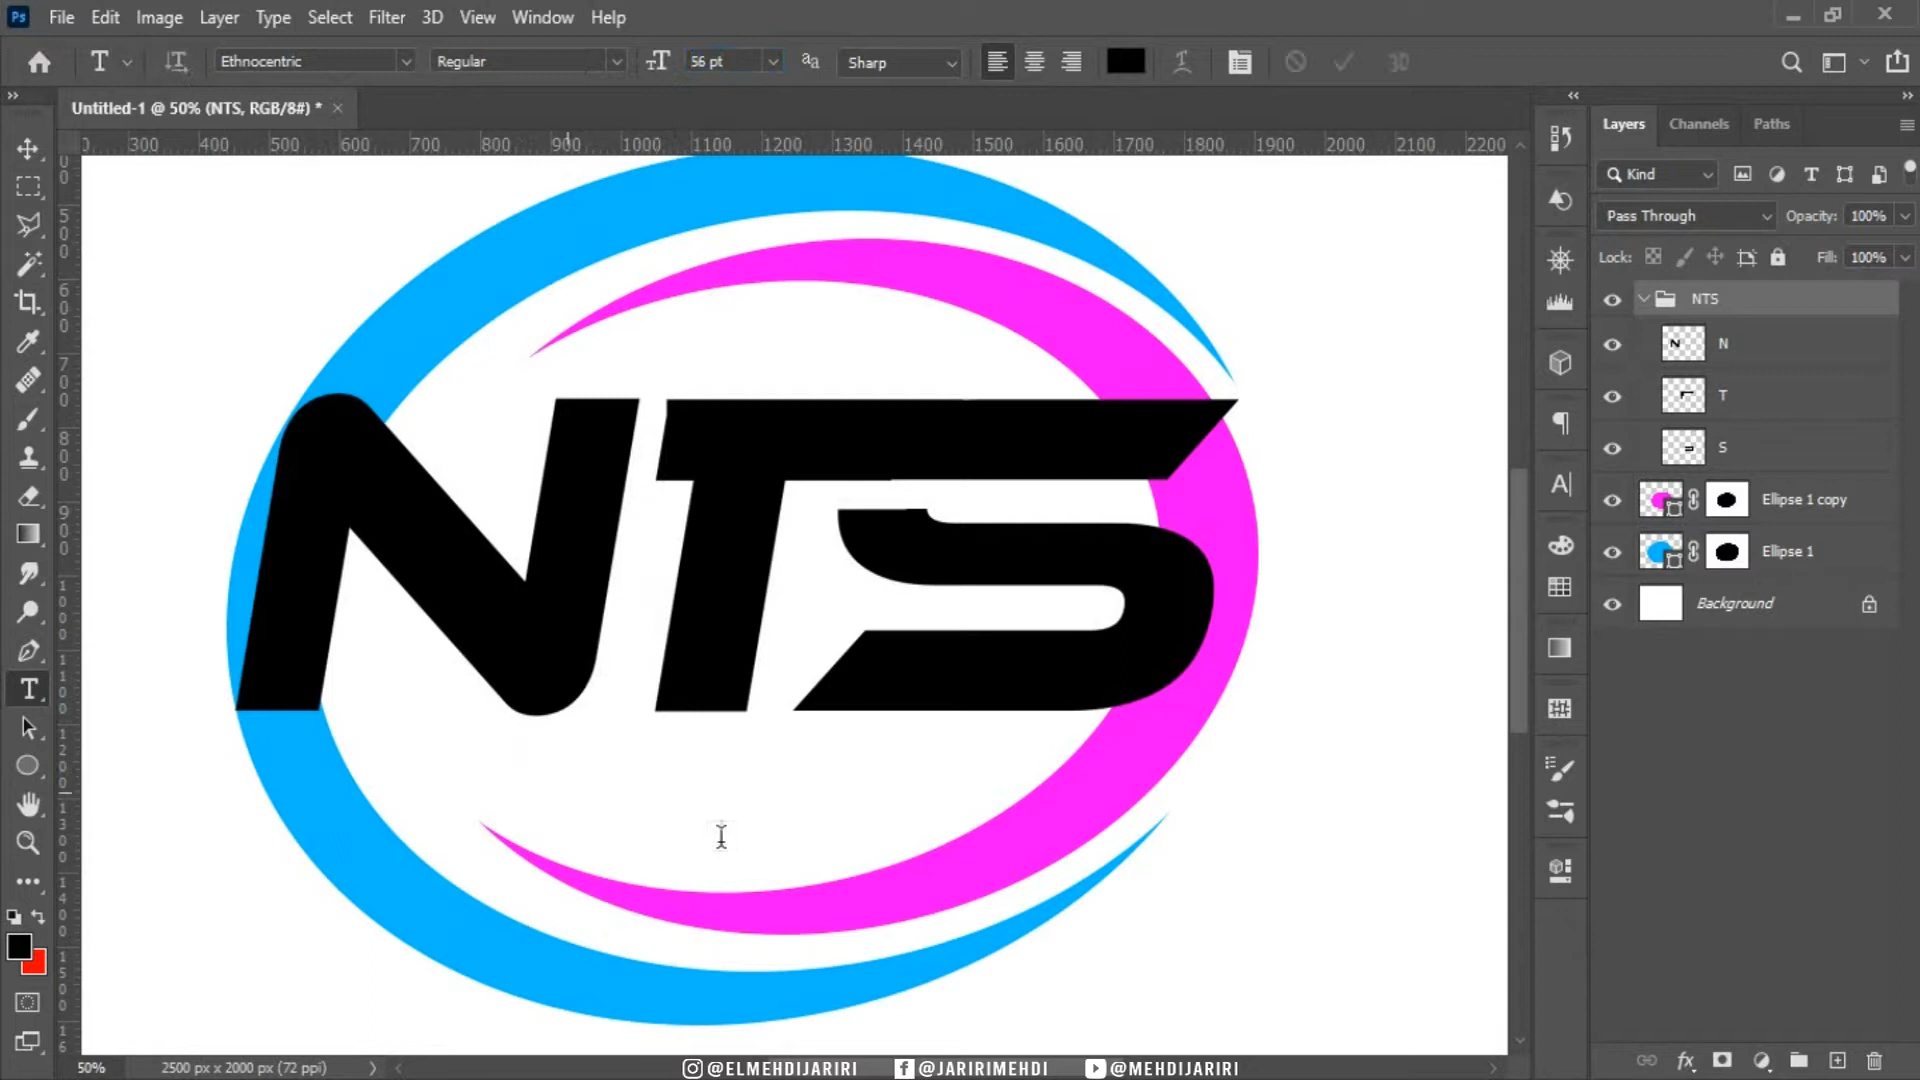 Ps File Edit Image Layer Type Select Filter 3D View Window Help
T Ethnocentric Regular 56 pt aa Sharp 3D
Untitled-1 @ 50% (NTS, RGB/8#) *
300 400 500 600 700 800 900 1000 1100 1200 1300 1400 1500 1600 1700 1800 1900 2000 2100 2200
NTS
Layers Channels Paths
Kind
Pass Through Opacity: 100%
Lock: Fill: 100%
NTS
N
T
S
Ellipse 1 copy
Ellipse 1
Background
50% 2500 px x 2000 px (72 ppi)
@ELMEHDIJARIRI @JARIRIMEHDI @MEHDIJARIRI